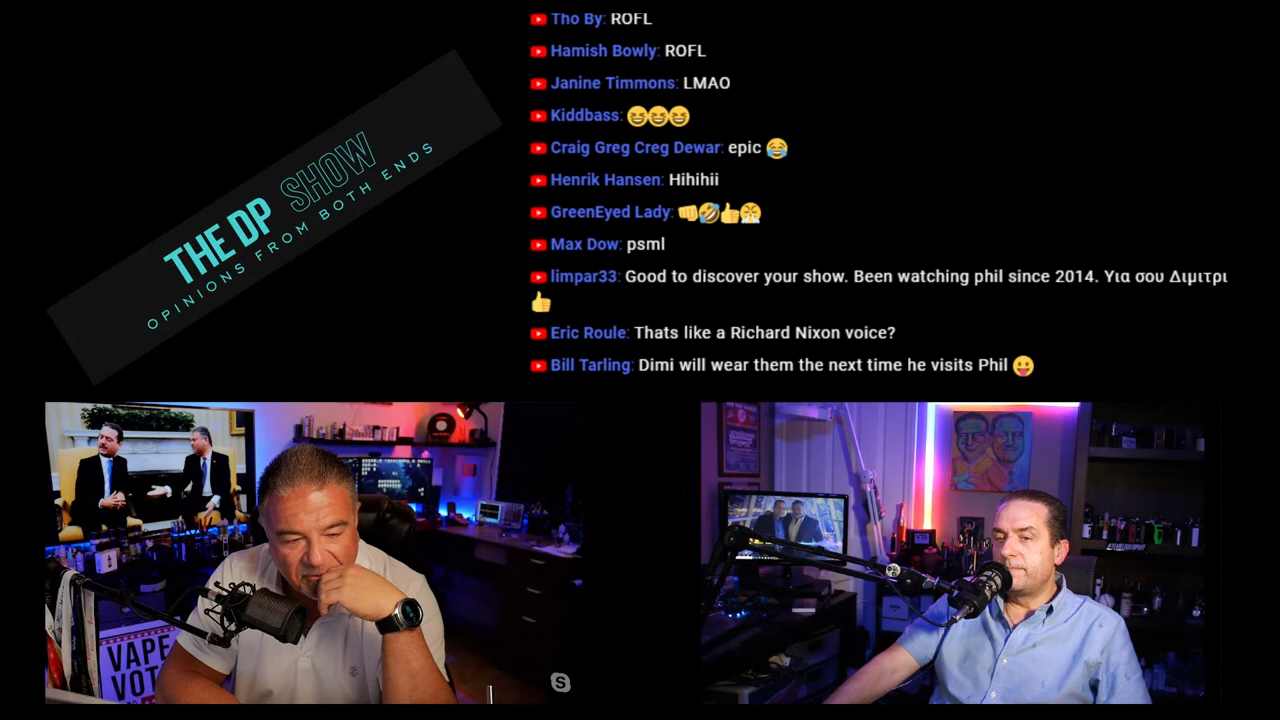 Tho By: ROFL
Hamish Bowly: ROFL
Janine Timmons: LMAO
Kiddbass: 😆😆😆
Craig Greg Creg Dewar: epic 😂
Henrik Hansen: Hihihii
GreenEyed Lady: 👊🤣👍😤
Max Dow: psml
limpar33: Good to discover your show. Been watching phil since 2014. Υια σου Διμιτρι
👍
Eric Roule: Thats like a Richard Nixon voice?
Bill Tarling: Dimi will wear them the next time he visits Phil 😛
THE DP SHOW
OPINIONS FROM BOTH ENDS
VAPE
VOT
S